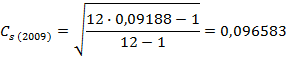 C_s (2009) = √((12 · 0,09188 − 1)/(12 − 1)) = 0,096583